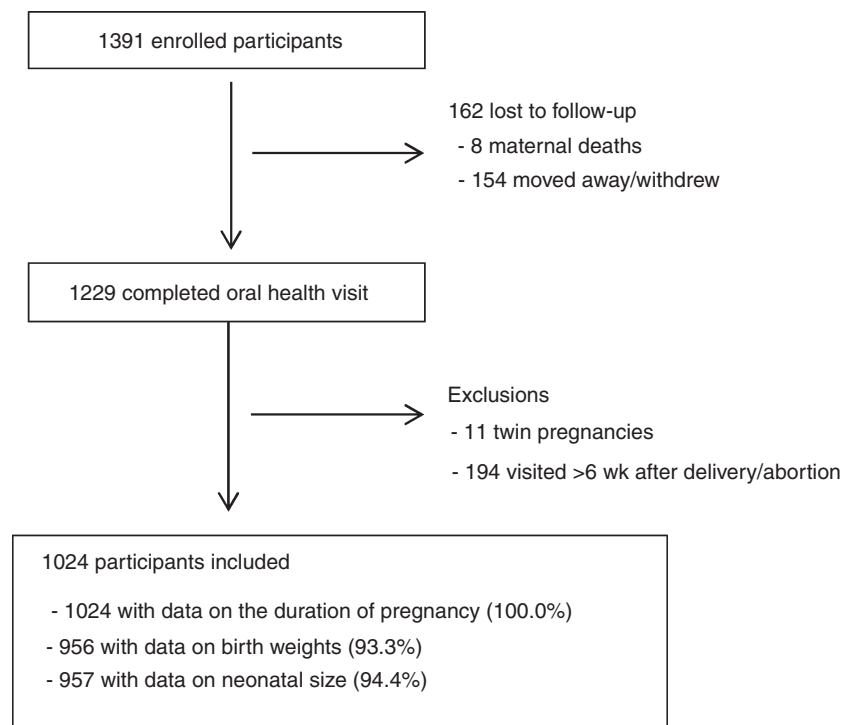 1391 enrolled participants
162 lost to follow-up
- 8 maternal deaths
- 154 moved away/withdrew
1229 completed oral health visit
Exclusions
- 11 twin pregnancies
- 194 visited >6 wk after delivery/abortion
1024 participants included
- 1024 with data on the duration of pregnancy (100.0%)
- 956 with data on birth weights (93.3%)
- 957 with data on neonatal size (94.4%)